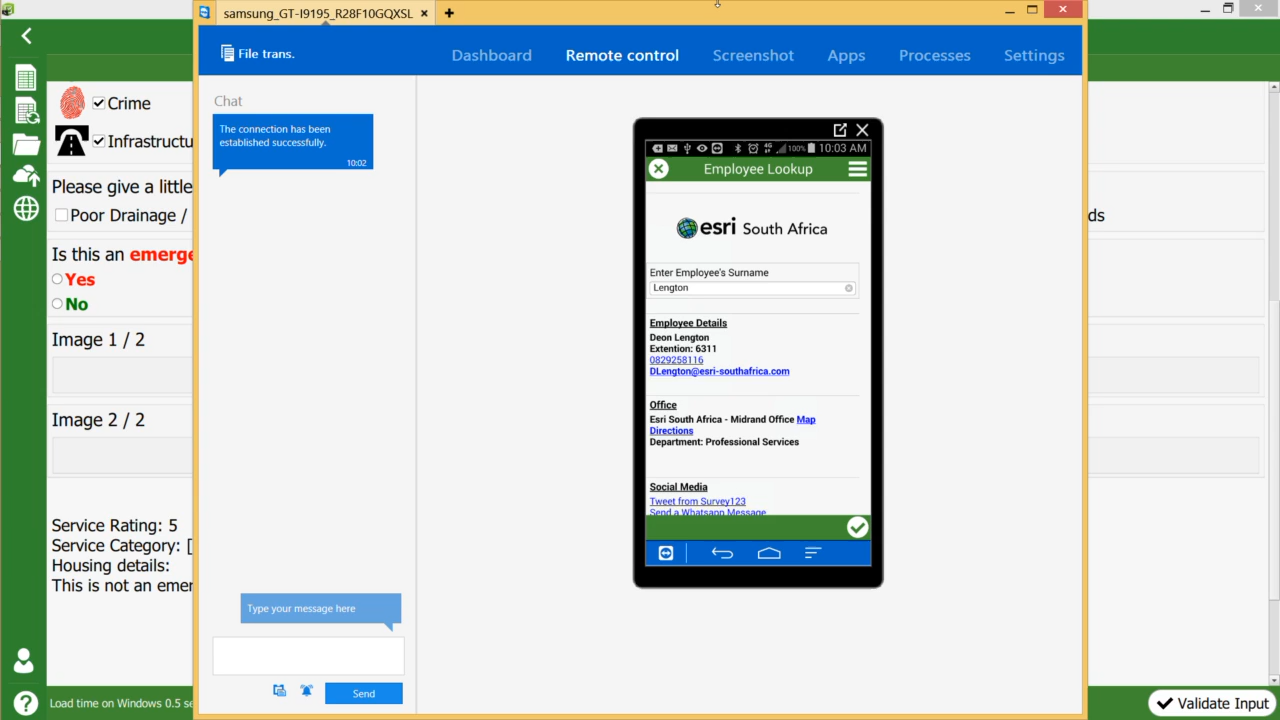 samsung_GT-I9195_R28F10GQXSL
File trans.
Dashboard
Remote control
Screenshot
Apps
Processes
Settings
Chat
The connection has been
established successfully.
10:02
Type your message here
Send
100% 10:03 AM
Employee Lookup
esri South Africa
Enter Employee's Surname
Lengton
Employee Details
Deon Lengton
Extention: 6311
0829258116
DLengton@esri-southafrica.com
Office
Esri South Africa - Midrand Office Map
Directions
Department: Professional Services
Social Media
Tweet from Survey123
Send a Whatsapp Message
Crime
Infrastructu
Please give a little
Poor Drainage /
ds
Is this an emerge
Yes
No
Image 1 / 2
Image 2 / 2
Service Rating: 5
Service Category: [
Housing details:
This is not an emer
Load time on Windows 0.5 se
Validate Input